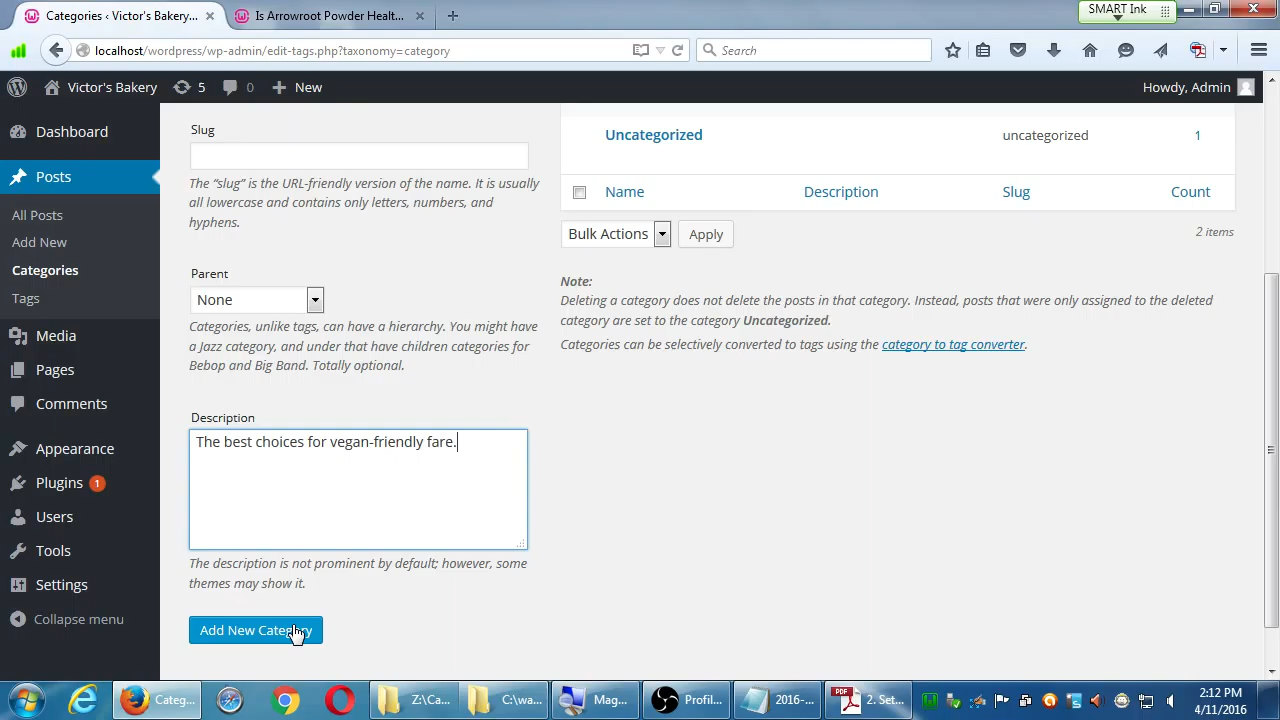 Categories ‹ Victor's Bakery...
Is Arrowroot Powder Healt...
SMART Ink
localhost/wordpress/wp-admin/edit-tags.php?taxonomy=category
Search
Victor's Bakery
5
0
New
Howdy, Admin
Dashboard
Posts
All Posts
Add New
Categories
Tags
Media
Pages
Comments
Appearance
Plugins 1
Users
Tools
Settings
Collapse menu
Slug
The “slug” is the URL-friendly version of the name. It is usually
all lowercase and contains only letters, numbers, and
hyphens.
Parent
None
Categories, unlike tags, can have a hierarchy. You might have
a Jazz category, and under that have children categories for
Bebop and Big Band. Totally optional.
Description
The best choices for vegan-friendly fare.
The description is not prominent by default; however, some
themes may show it.
Add New Category
Uncategorized uncategorized 1
Name Description Slug Count
Bulk Actions Apply 2 items
Note:
Deleting a category does not delete the posts in that category. Instead, posts that were only assigned to the deleted
category are set to the category Uncategorized.
Categories can be selectively converted to tags using the category to tag converter.
Categ...
Z:\Ca...
C:\wa...
Mag...
Profil...
2016-...
PDF
2. Set...
2:12 PM
4/11/2016